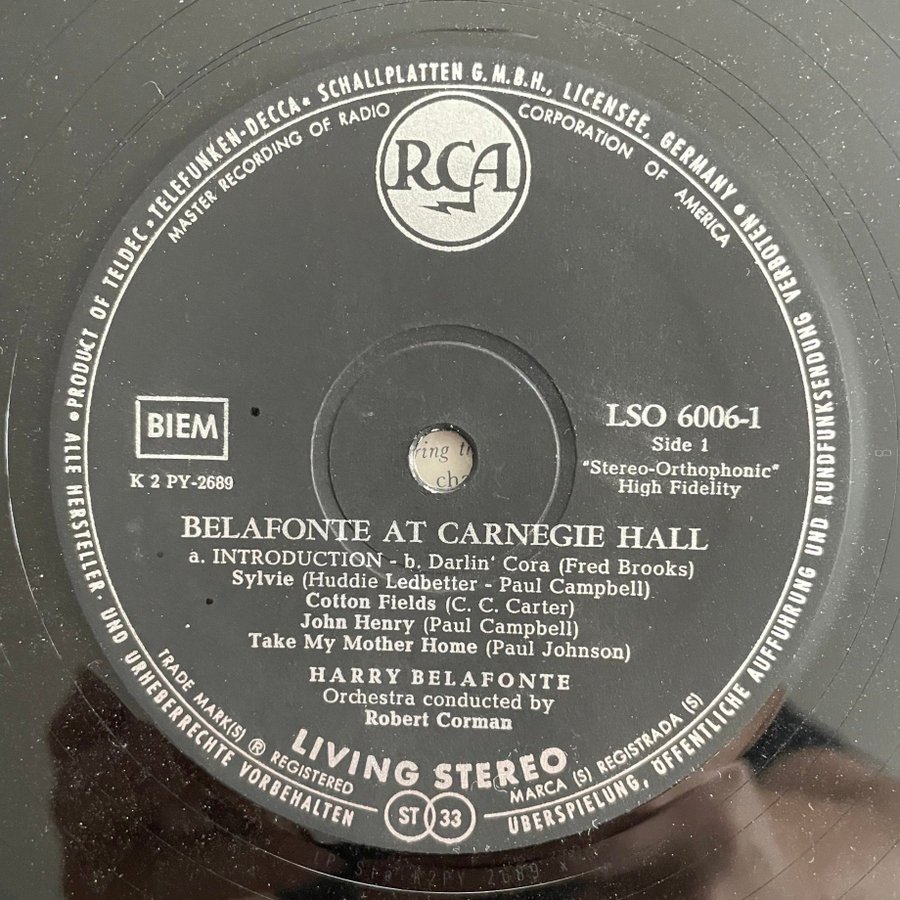 • PRODUCT OF TELDEC • »TELEFUNKEN-DECCA« SCHALLPLATTEN G.M.B.H., LICENSEE, GERMANY •
MASTER RECORDING OF RADIO CORPORATION OF AMERICA
RCA
BIEM
K 2 PY-2689
LSO 6006-1
Side 1
"Stereo-Orthophonic"
High Fidelity
ring
BELAFONTE AT CARNEGIE HALL
a. INTRODUCTION - b. Darlin' Cora (Fred Brooks)
Sylvie (Huddie Ledbetter - Paul Campbell)
Cotton Fields (C. C. Carter)
John Henry (Paul Campbell)
Take My Mother Home (Paul Johnson)
HARRY BELAFONTE
Orchestra conducted by
Robert Corman
TRADE MARK(S) ® REGISTERED
LIVING STEREO
MARCA (S) REGISTRADA (S)
ST 33
ALLE HERSTELLER- UND URHEBERRECHTE VORBEHALTEN
ÜBERSPIELUNG, ÖFFENTLICHE AUFFÜHRUNG UND RUNDFUNKSENDUNG VERBOTEN